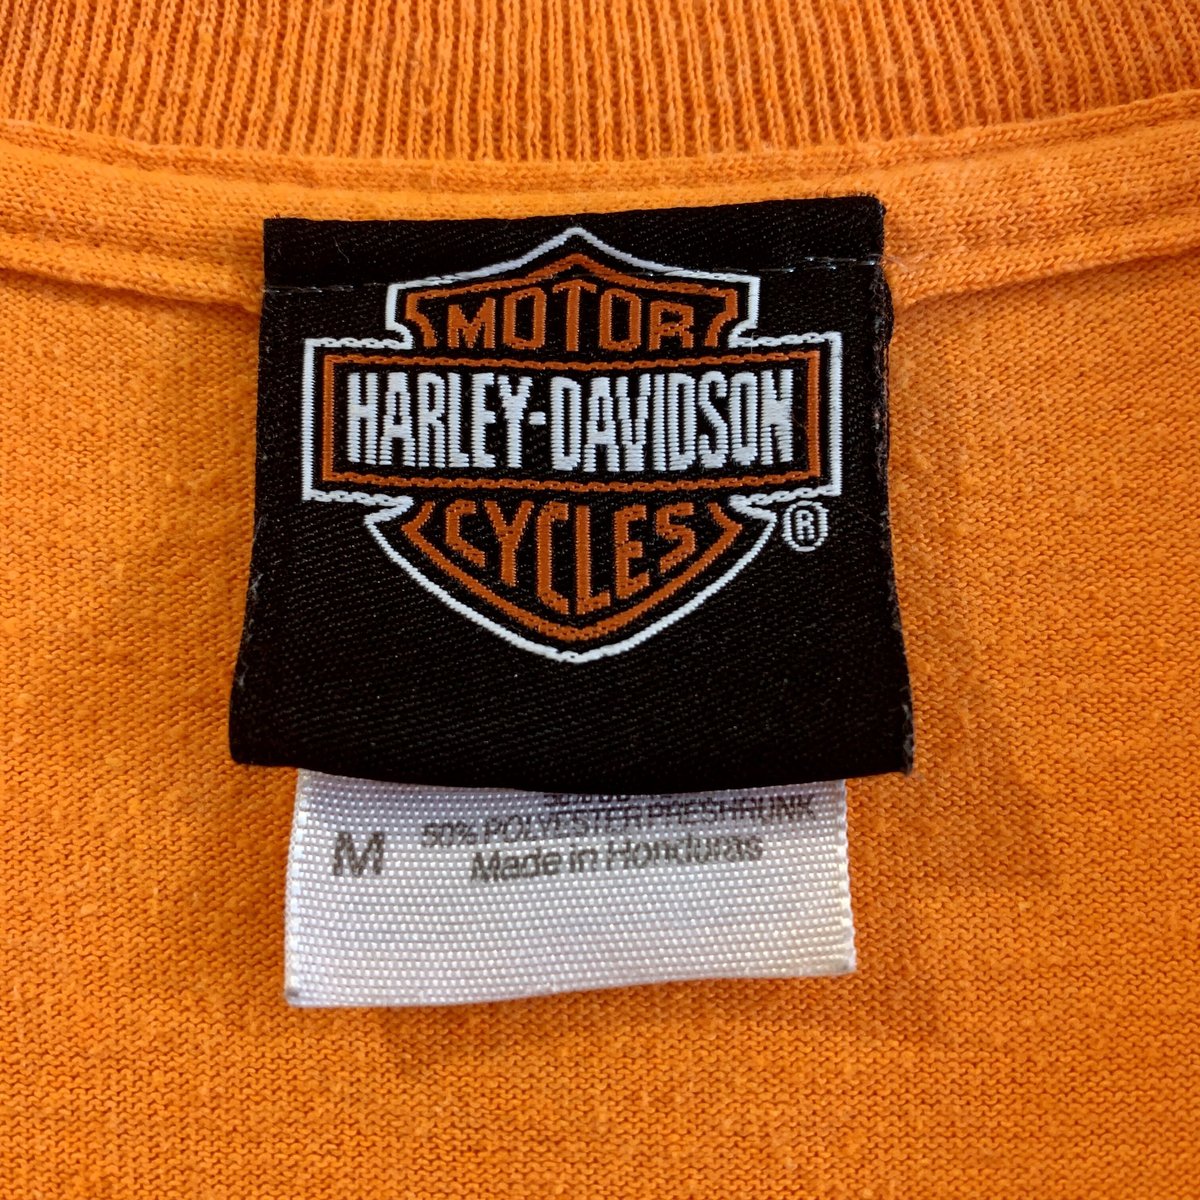 MOTOR
HARLEY-DAVIDSON
CYCLES
®
M
50% POLYESTER PRESHRUNK
Made in Honduras